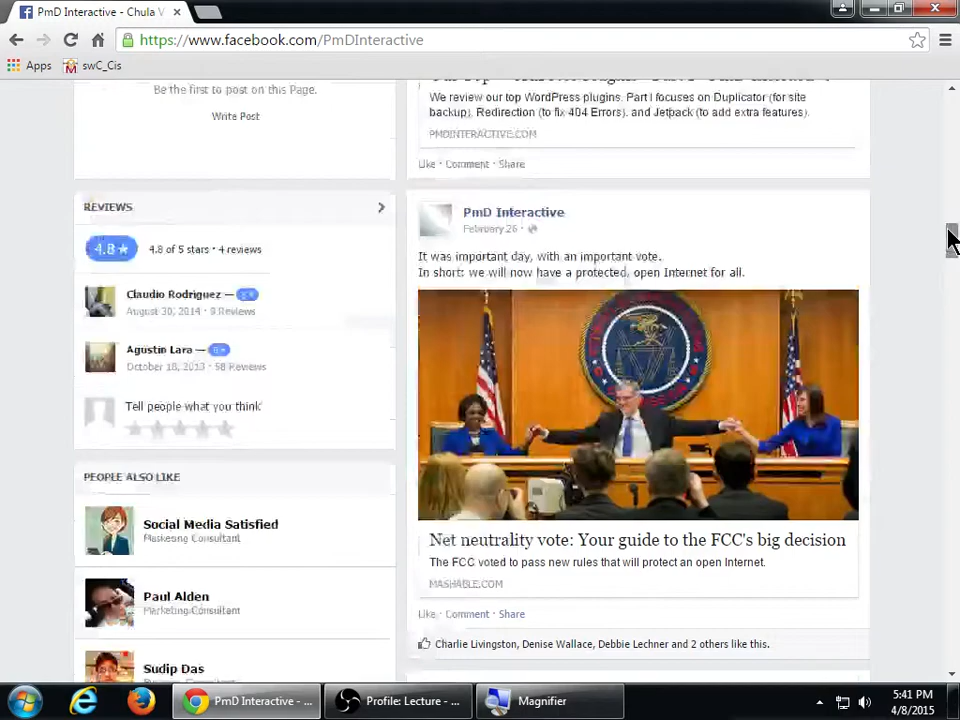 PmD Interactive - Chula V
https://www.facebook.com/PmDInteractive
Apps
swC_Cis
Be the first to post on this Page.
Write Post
REVIEWS
4.8 ★
4.8 of 5 stars · 4 reviews
Claudio Rodriguez — 5★
August 30, 2014 · 9 Reviews
Agustin Lara — 5★
October 18, 2013 · 58 Reviews
Tell people what you think
PEOPLE ALSO LIKE
Social Media Satisfied
Marketing Consultant
Paul Alden
Marketing Consultant
Sudip Das
We review our top WordPress plugins. Part I focuses on Duplicator (for site
backup), Redirection (to fix 404 Errors), and Jetpack (to add extra features).
PMDINTERACTIVE.COM
Like · Comment · Share
PmD Interactive
February 26 ·
It was important day, with an important vote.
In short: we will now have a protected, open Internet for all.
Net neutrality vote: Your guide to the FCC's big decision
The FCC voted to pass new rules that will protect an open Internet.
MASHABLE.COM
Like · Comment · Share
Charlie Livingston, Denise Wallace, Debbie Lechner and 2 others like this.
PmD Interactive - ...
Profile: Lecture - ...
Magnifier
5:41 PM
4/8/2015